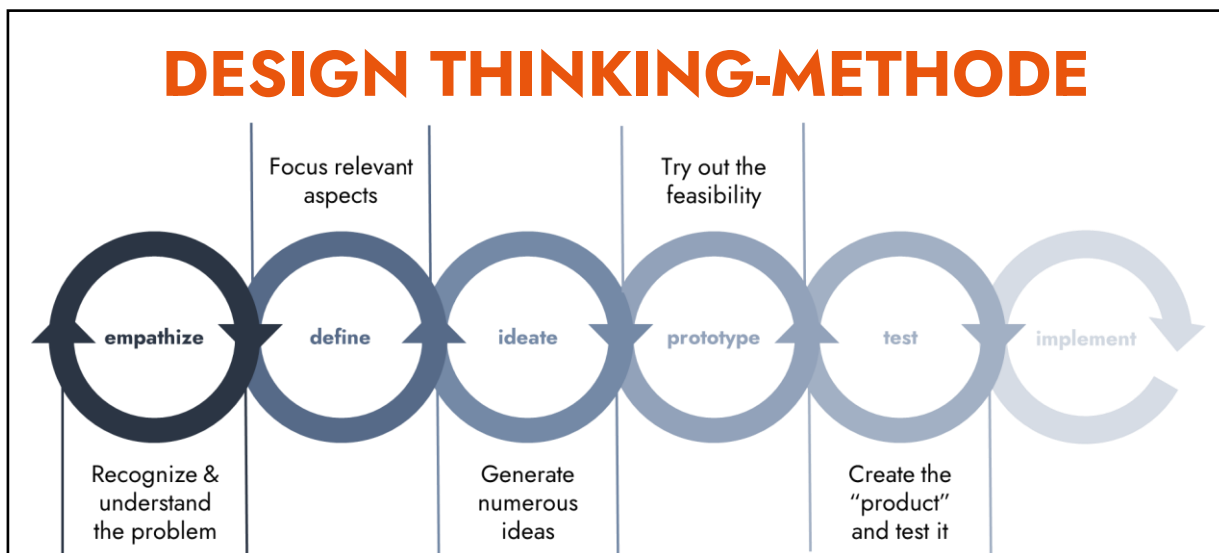 DESIGN THINKING-METHODE
Focus relevant
aspects
Try out the
feasibility
empathize
define
ideate
prototype
test
implement
Recognize &
understand
the problem
Generate
numerous
ideas
Create the
“product”
and test it